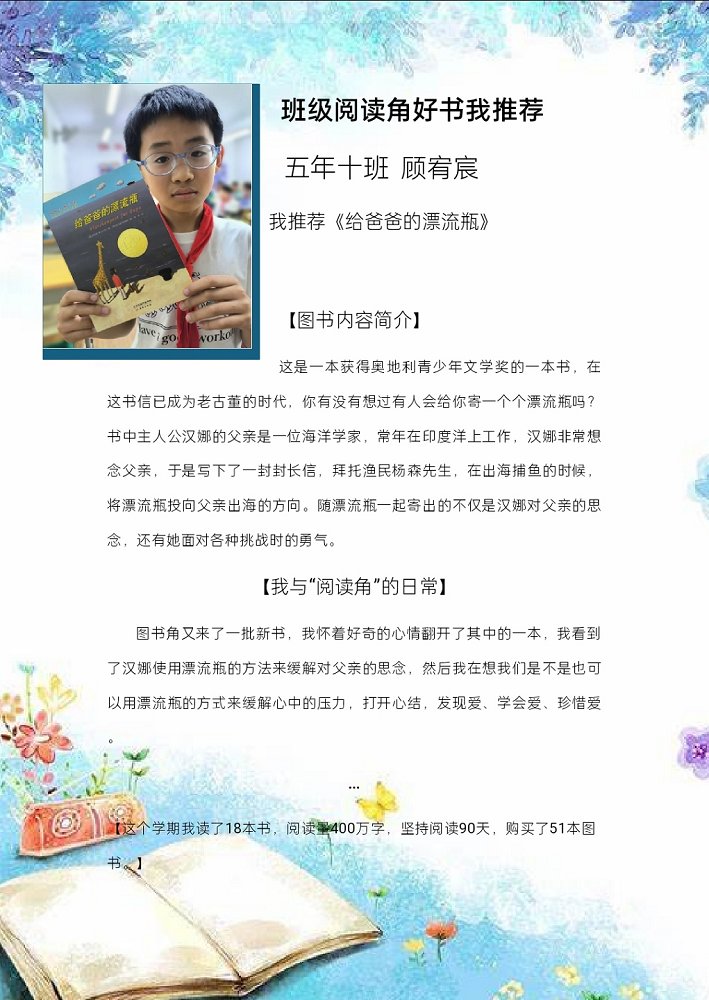 班级阅读角好书我推荐
五年十班 顾宥宸
我推荐《给爸爸的漂流瓶》
给爸爸的漂流瓶
【图书内容简介】
这是一本获得奥地利青少年文学奖的一本书，在
这书信已成为老古董的时代，你有没有想过有人会给你寄一个个漂流瓶吗？
书中主人公汉娜的父亲是一位海洋学家，常年在印度洋上工作，汉娜非常想
念父亲，于是写下了一封封长信，拜托渔民杨森先生，在出海捕鱼的时候，
将漂流瓶投向父亲出海的方向。随漂流瓶一起寄出的不仅是汉娜对父亲的思
念，还有她面对各种挑战时的勇气。
【我与“阅读角”的日常】
图书角又来了一批新书，我怀着好奇的心情翻开了其中的一本，我看到
了汉娜使用漂流瓶的方法来缓解对父亲的思念，然后我在想我们是不是也可
以用漂流瓶的方式来缓解心中的压力，打开心结，发现爱、学会爱、珍惜爱
。
...
【这个学期我读了18本书，阅读量400万字，坚持阅读90天，购买了51本图
书。】